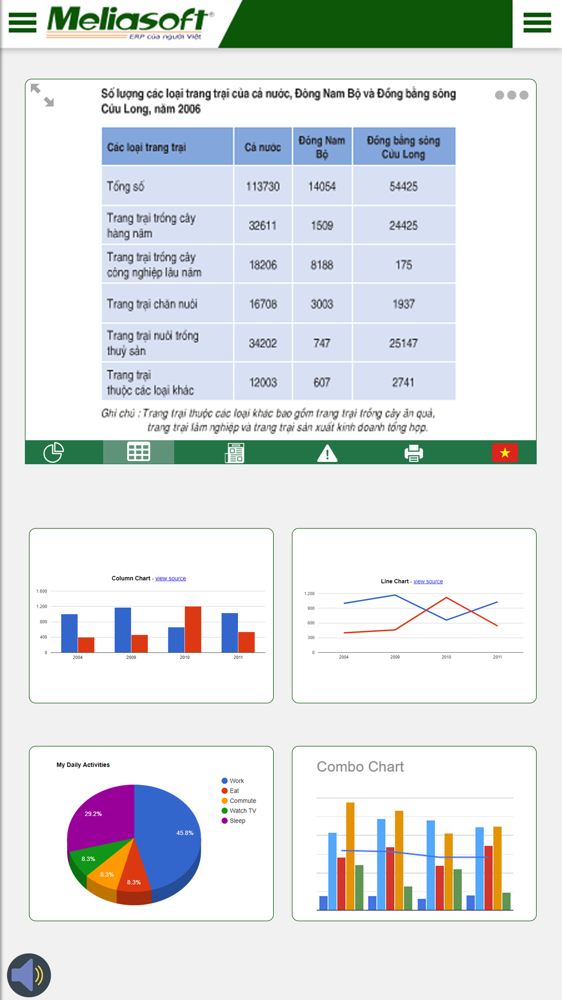 Meliasoft®
ERP của người Việt
Số lượng các loại trang trại của cả nước, Đông Nam Bộ và Đồng bằng sông
Cửu Long, năm 2006
Các loại trang trại Cả nước Đông Nam Bộ Đồng bằng sông Cửu Long
Tổng số 113730 14054 54425
Trang trại trồng cây hàng năm 32611 1509 24425
Trang trại trồng cây công nghiệp lâu năm 18206 8188 175
Trang trại chăn nuôi 16708 3003 1937
Trang trại nuôi trồng thuỷ sản 34202 747 25147
Trang trại thuộc các loại khác 12003 607 2741
Ghi chú : Trang trại thuộc các loại khác bao gồm trang trại trồng cây ăn quả,
trang trại lâm nghiệp và trang trại sản xuất kinh doanh tổng hợp.
Column Chart - view source
1.600
1.200
800
400
0
2004 2009 2010 2011
Line Chart - view source
1.200
900
600
300
0
2004 2009 2010 2011
My Daily Activities
Work
Eat
Commute
Watch TV
Sleep
29.2%
45.8%
8.3%
8.3%
8.3%
Combo Chart